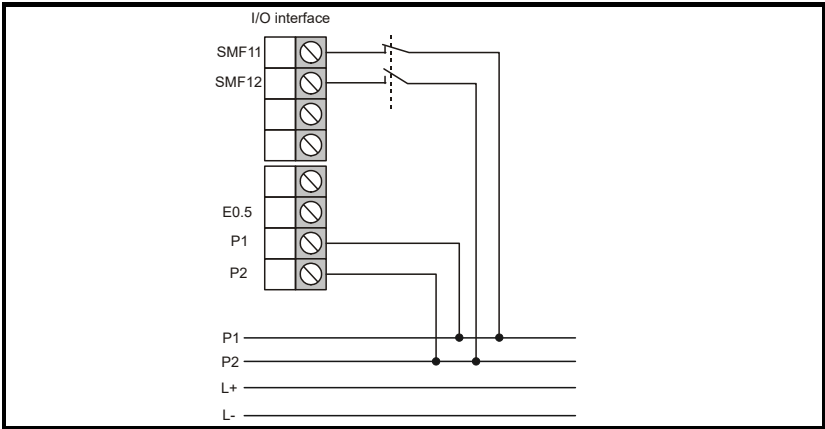 I/O interface
SMF11
SMF12
E0.5
P1
P2
P1
P2
L+
L-